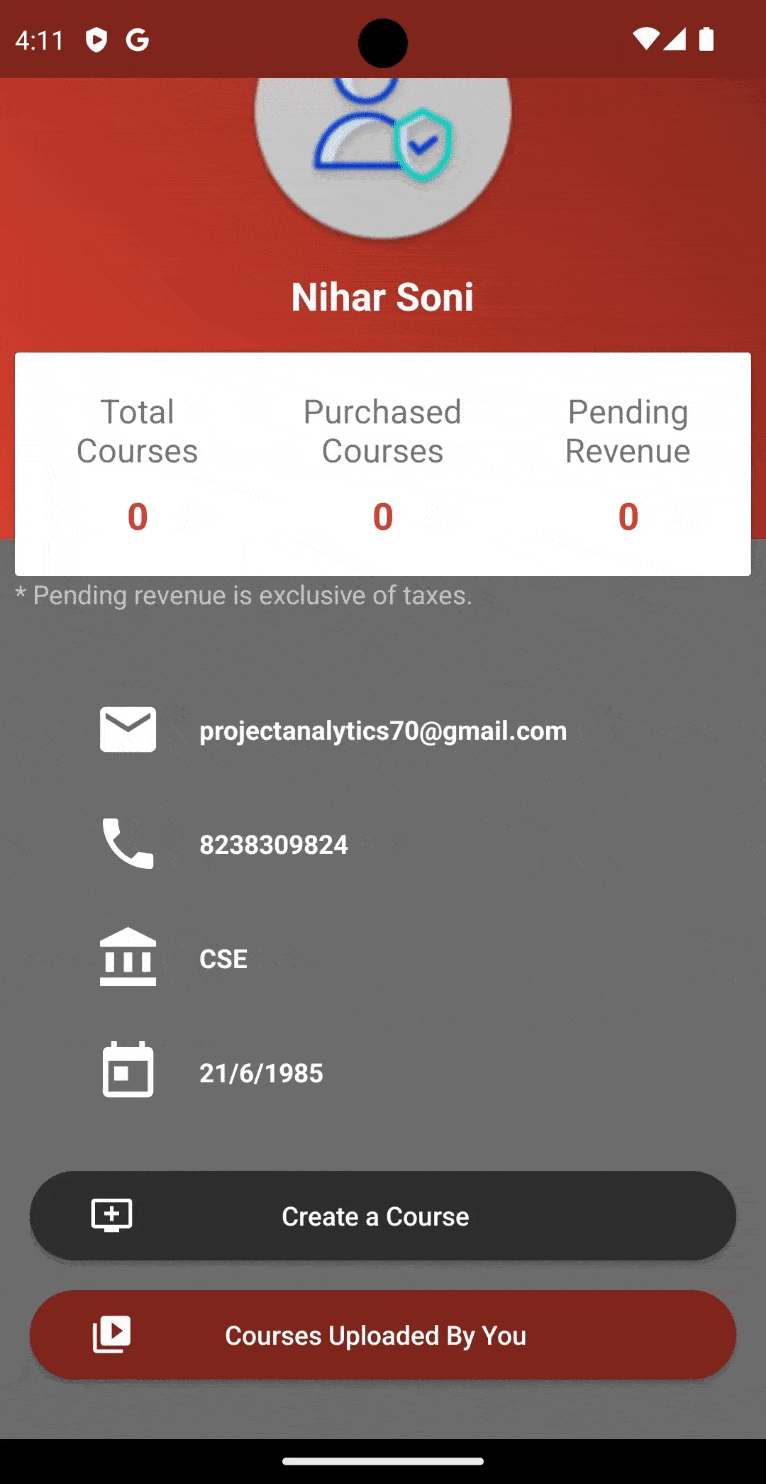 4:11
Nihar Soni
Total Courses
Purchased Courses
Pending Revenue
0
0
0
* Pending revenue is exclusive of taxes.
projectanalytics70@gmail.com
8238309824
CSE
21/6/1985
Create a Course
Courses Uploaded By You